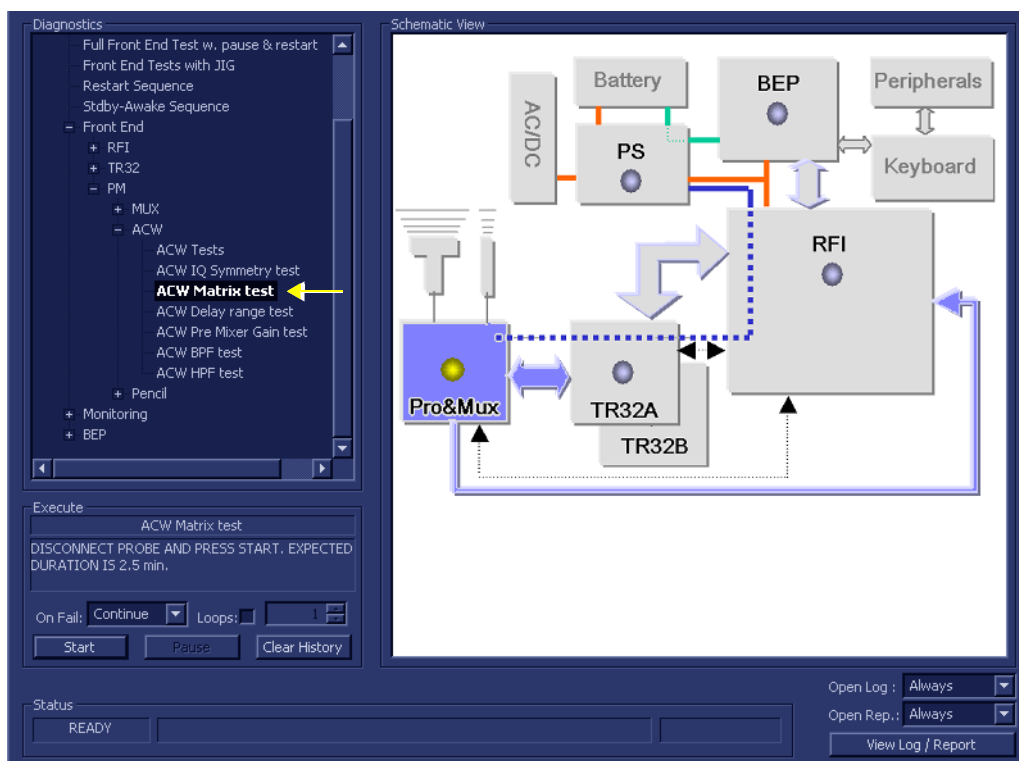 Diagnostics
Full Front End Test w. pause & restart
Front End Tests with JIG
Restart Sequence
Stdby-Awake Sequence
Front End
RFI
TR32
PM
MUX
ACW
ACW Tests
ACW IQ Symmetry test
ACW Matrix test
ACW Delay range test
ACW Pre Mixer Gain test
ACW BPF test
ACW HPF test
Pencil
Monitoring
BEP
Execute
ACW Matrix test
DISCONNECT PROBE AND PRESS START. EXPECTED
DURATION IS 2.5 min.
On Fail: Continue Loops: 1
Start Pause Clear History
Schematic View
AC/DC
Battery
BEP
Peripherals
PS
Keyboard
RFI
Pro&Mux
TR32A
TR32B
Status
READY
Open Log : Always
Open Rep.: Always
View Log / Report